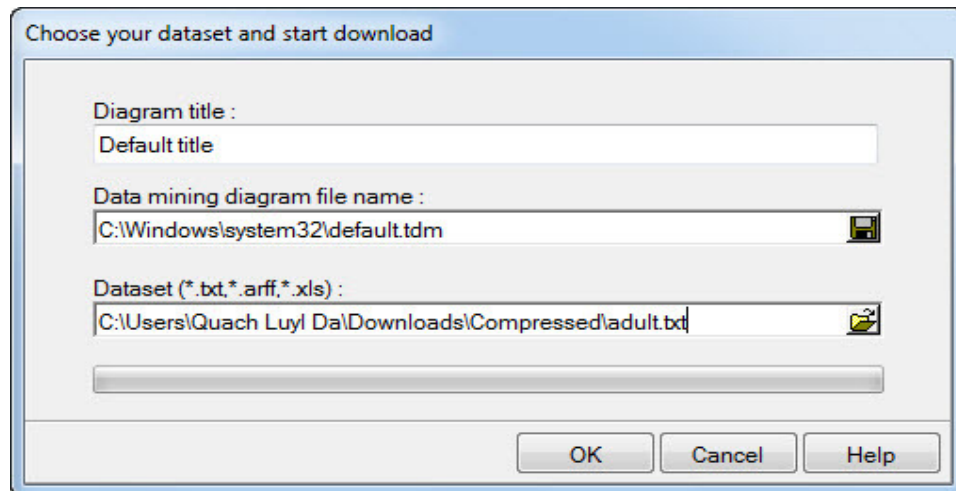 Choose your dataset and start download
Diagram title :
Default title
Data mining diagram file name :
C:\Windows\system32\default.tdm
Dataset (*.txt,*.arff,*.xls) :
C:\Users\Quach Luyl Da\Downloads\Compressed\adult.txt
OK Cancel Help